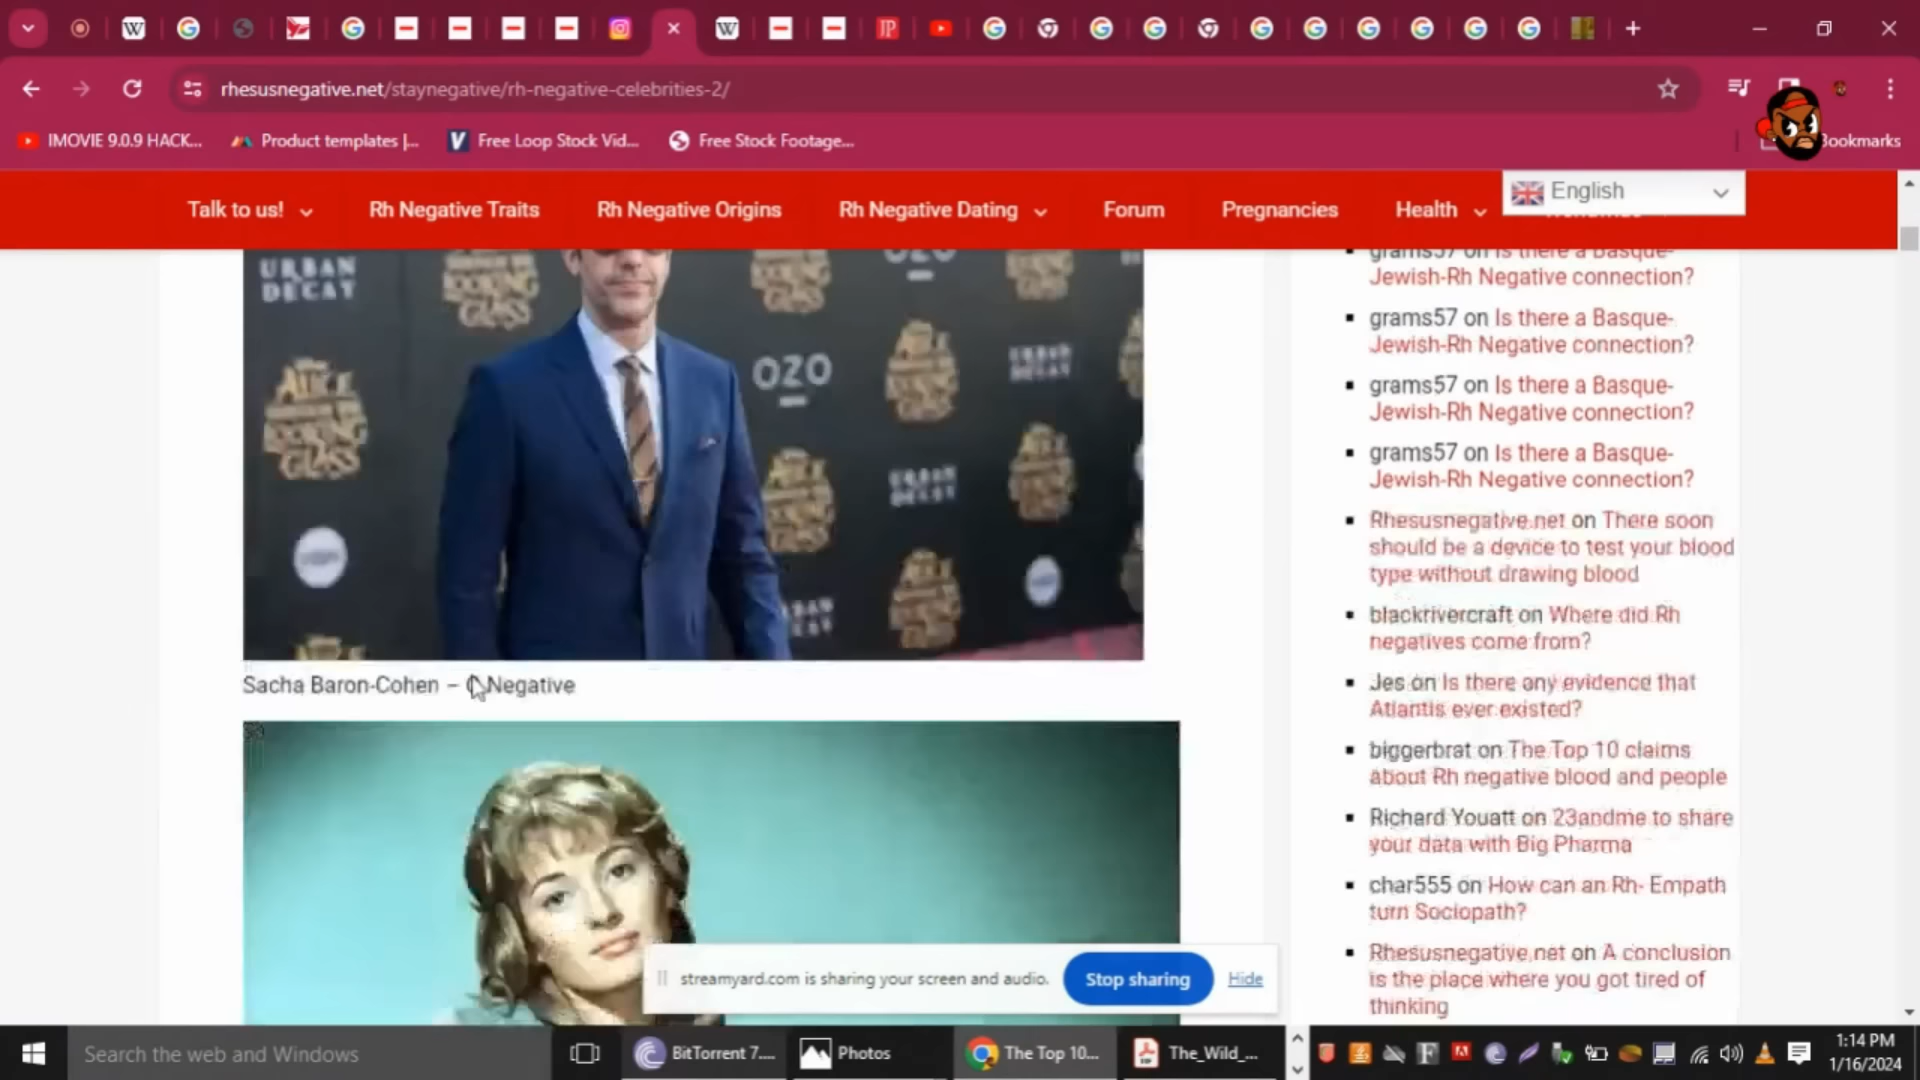 rhesusnegative.net/staynegative/rh-negative-celebrities-2/
IMOVIE 9.0.9 HACK...
Product templates |...
Free Loop Stock Vid...
Free Stock Footage...
Bookmarks
Talk to us!
Rh Negative Traits
Rh Negative Origins
Rh Negative Dating
Forum
Pregnancies
Health
English
URBAN
DECAY
OZO
ALICE
GLASS
URBAN
DECAY
Sacha Baron-Cohen – O Negative
grams57 on Is there a Basque-
Jewish-Rh Negative connection?
grams57 on Is there a Basque-
Jewish-Rh Negative connection?
grams57 on Is there a Basque-
Jewish-Rh Negative connection?
grams57 on Is there a Basque-
Jewish-Rh Negative connection?
Rhesusnegative.net on There soon
should be a device to test your blood
type without drawing blood
blackrivercraft on Where did Rh
negatives come from?
Jes on Is there any evidence that
Atlantis ever existed?
biggerbrat on The Top 10 claims
about Rh negative blood and people
Richard Youatt on 23andme to share
your data with Big Pharma
char555 on How can an Rh- Empath
turn Sociopath?
Rhesusnegative.net on A conclusion
is the place where you got tired of
thinking
streamyard.com is sharing your screen and audio.
Stop sharing
Hide
Search the web and Windows
BitTorrent 7....
Photos
The Top 10...
The_Wild_...
1:14 PM
1/16/2024